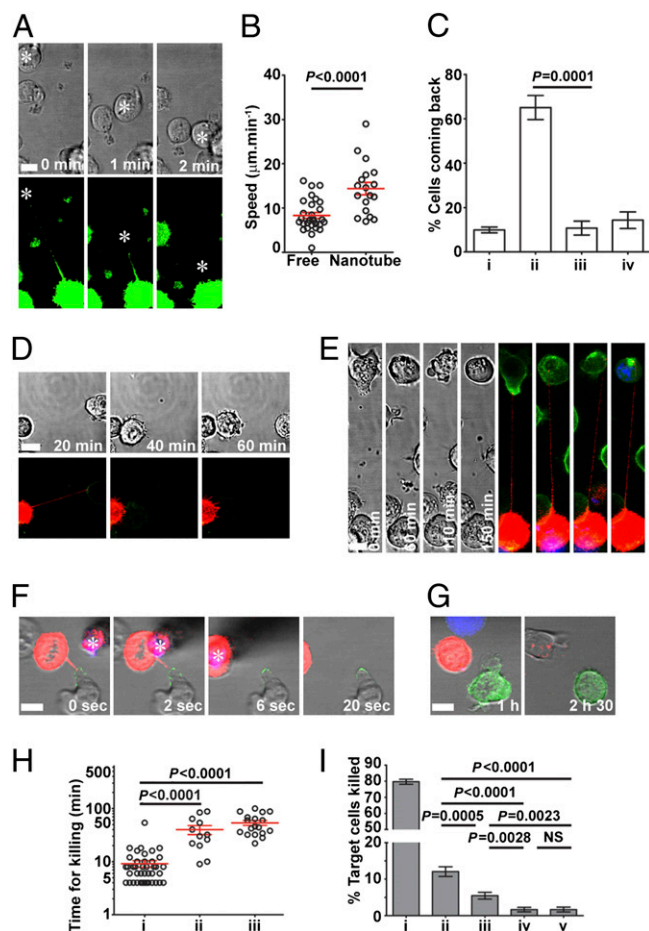 A
*
*
*
0 min
1 min
2 min
*
*
*
B
P<0.0001
Speed (µm.min⁻¹)
40
30
20
10
0
Free
Nanotube
C
P=0.0001
% Cells coming back
80
60
40
20
0
i
ii
iii
iv
D
20 min
40 min
60 min
E
0 min
60 min
110 min
150 min
F
*
*
*
0 sec
2 sec
6 sec
20 sec
G
1 h
2 h 30
H
Time for killing (min)
500
100
50
10
5
1
P<0.0001
P<0.0001
i
ii
iii
I
% Target cells killed
90
80
70
60
50
20
10
0
P<0.0001
P<0.0001
P=0.0005
P=0.0023
P=0.0028
NS
i
ii
iii
iv
v